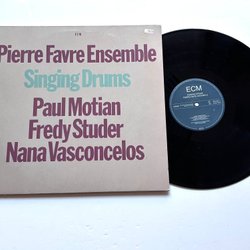 ECM
Pierre Favre Ensemble
Singing Drums
Paul Motian
Fredy Studer
Nana Vasconcelos
ECM